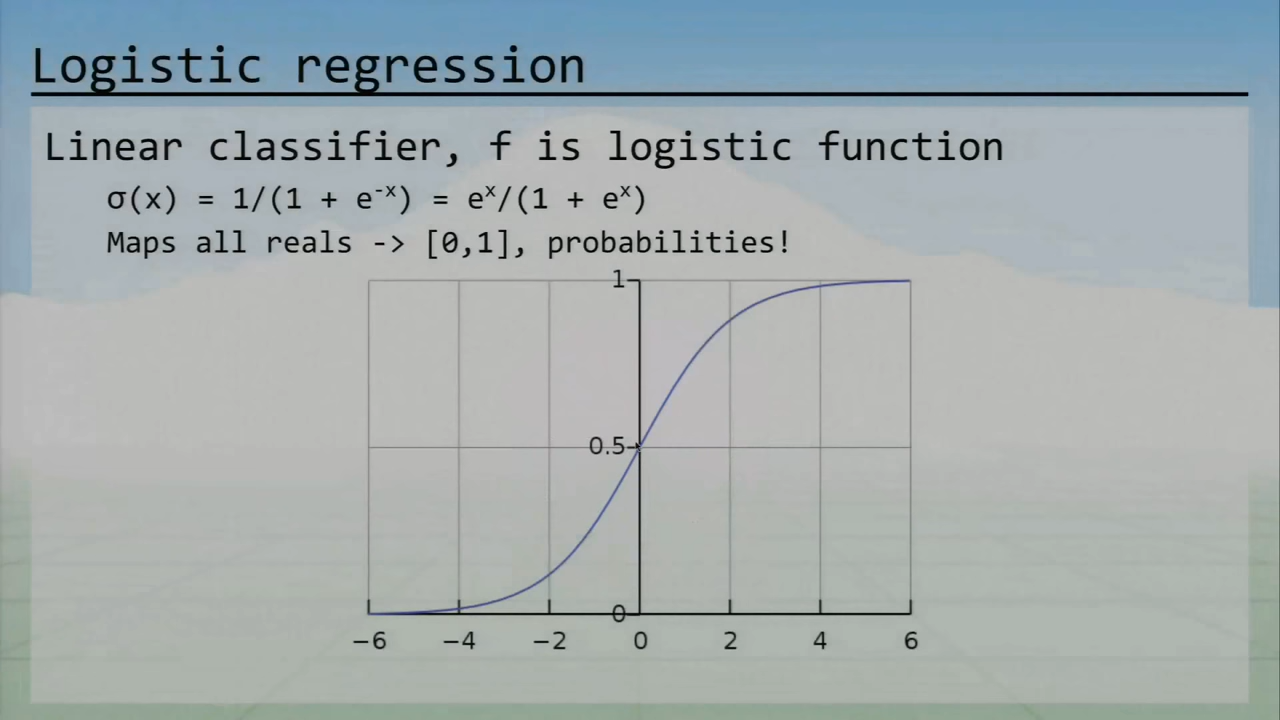 Logistic regression
Linear classifier, f is logistic function
σ(x) = 1/(1 + e⁻ˣ) = eˣ/(1 + eˣ)
Maps all reals -> [0,1], probabilities!
1
0.5
0
−6 −4 −2 0 2 4 6